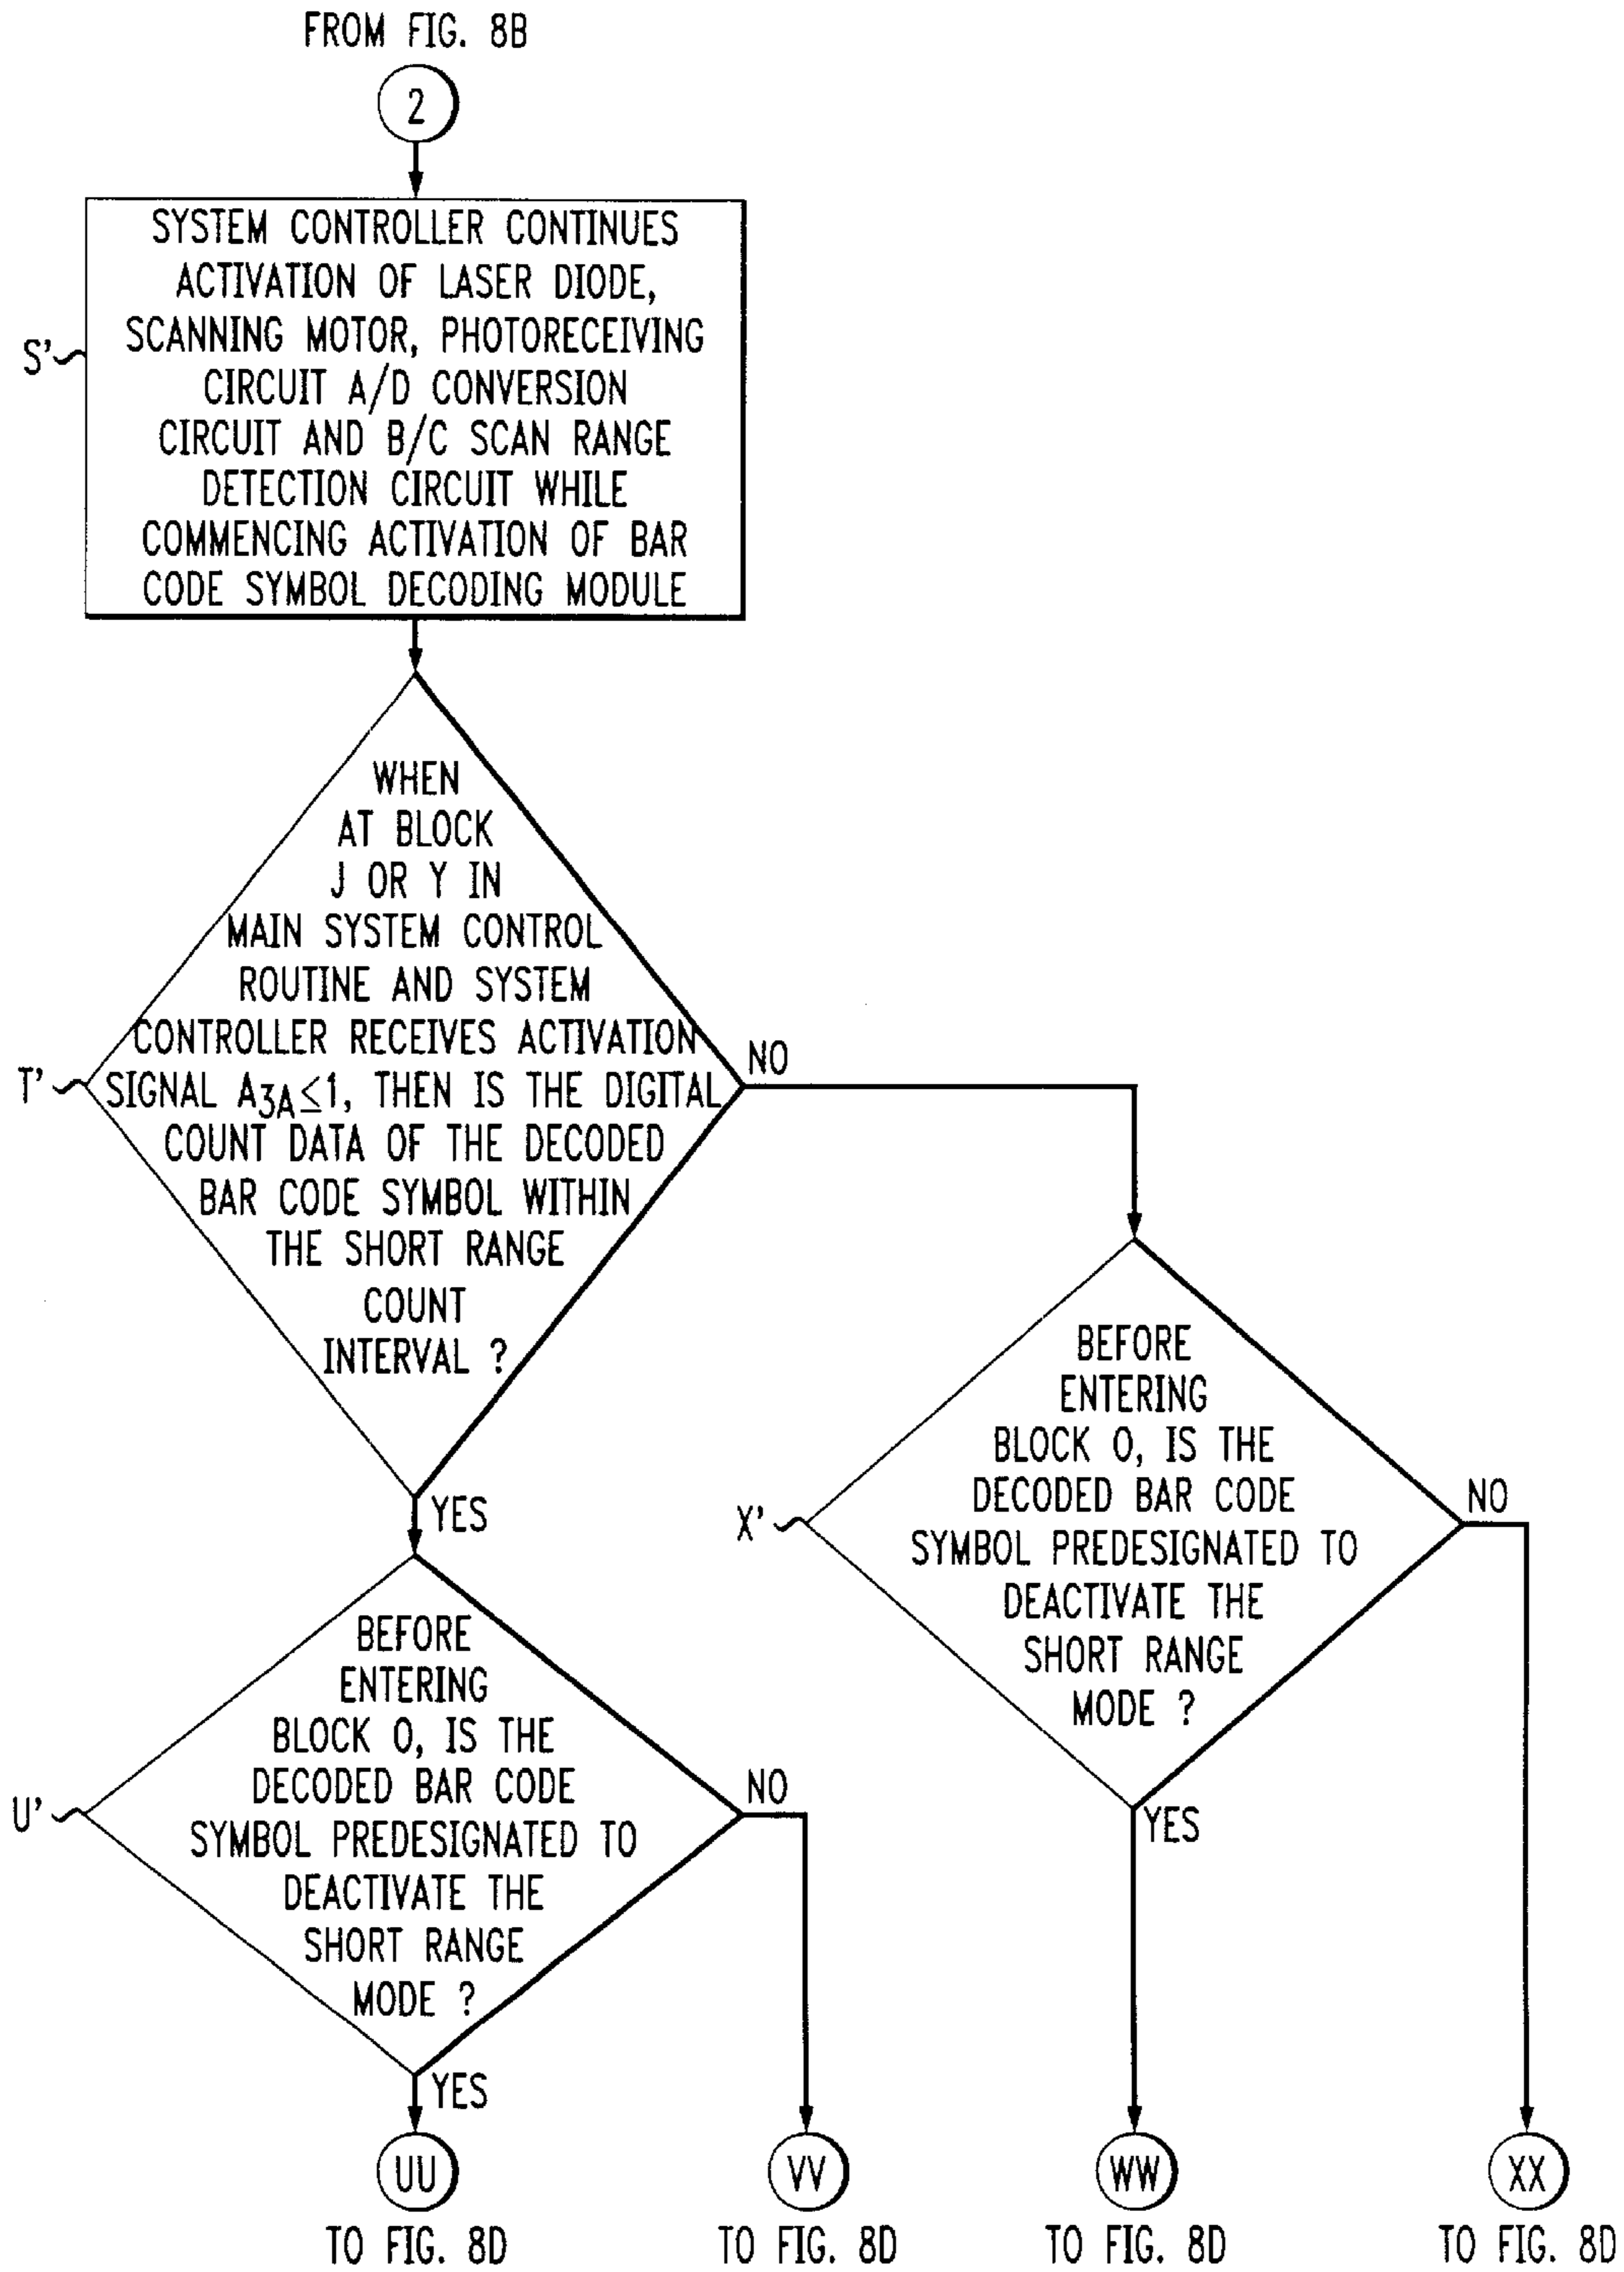 FROM FIG. 8B
2
SYSTEM CONTROLLER CONTINUES
ACTIVATION OF LASER DIODE,
SCANNING MOTOR, PHOTORECEIVING
CIRCUIT A/D CONVERSION
CIRCUIT AND B/C SCAN RANGE
DETECTION CIRCUIT WHILE
COMMENCING ACTIVATION OF BAR
CODE SYMBOL DECODING MODULE
S'
WHEN
AT BLOCK
J OR Y IN
MAIN SYSTEM CONTROL
ROUTINE AND SYSTEM
CONTROLLER RECEIVES ACTIVATION
SIGNAL A3A≤1, THEN IS THE DIGITAL
COUNT DATA OF THE DECODED
BAR CODE SYMBOL WITHIN
THE SHORT RANGE
COUNT
INTERVAL ?
T'
NO
YES
BEFORE
ENTERING
BLOCK O, IS THE
DECODED BAR CODE
SYMBOL PREDESIGNATED TO
DEACTIVATE THE
SHORT RANGE
MODE ?
X'
NO
YES
BEFORE
ENTERING
BLOCK O, IS THE
DECODED BAR CODE
SYMBOL PREDESIGNATED TO
DEACTIVATE THE
SHORT RANGE
MODE ?
U'
NO
YES
UU
VV
WW
XX
TO FIG. 8D
TO FIG. 8D
TO FIG. 8D
TO FIG. 8D